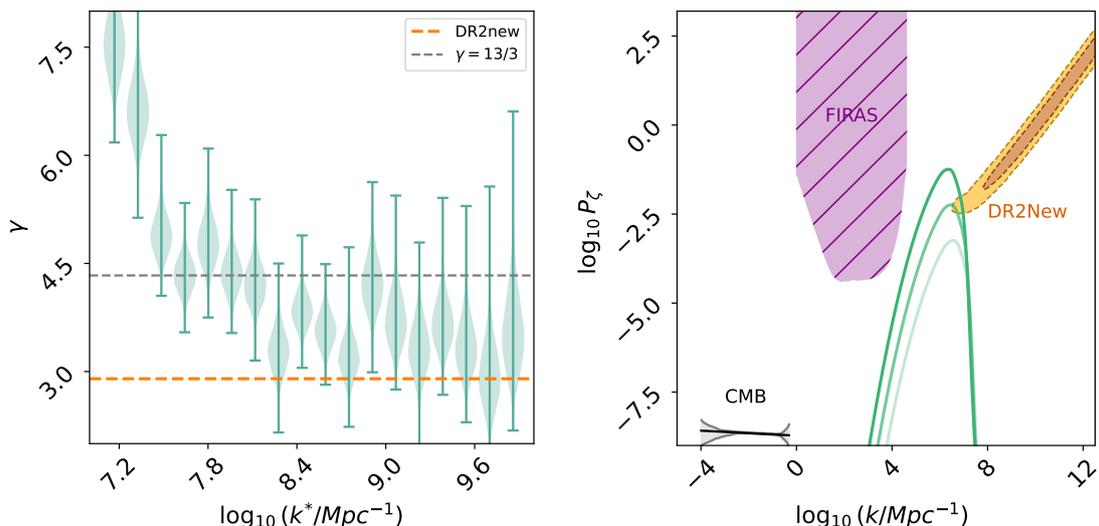 7.5
6.0
4.5
3.0
γ
DR2new
γ = 13/3
7.2
7.8
8.4
9.0
9.6
log₁₀ (k*/Mpc⁻¹)
2.5
0.0
−2.5
−5.0
−7.5
log₁₀ Pζ
FIRAS
DR2New
CMB
−4
0
4
8
12
log₁₀ (k/Mpc⁻¹)